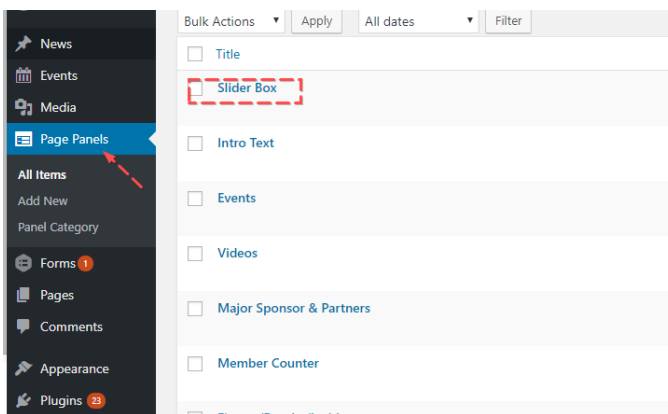 Bulk Actions Apply All dates Filter
News
Events
Media
Page Panels
All Items
Add New
Panel Category
Forms 1
Pages
Comments
Appearance
Plugins 23
Title
Slider Box
Intro Text
Events
Videos
Major Sponsor & Partners
Member Counter